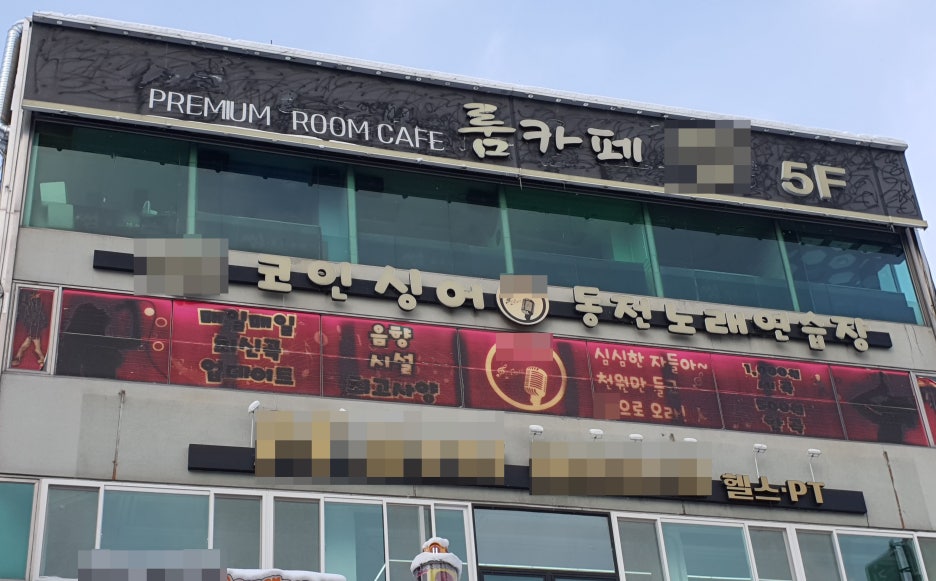 PREMIUM ROOM CAFE 룸카페 5F
코인싱어 동전노래연습장
매일매일
최신곡
업데이트
음향
시설
최고사양
심심한 자들아~
천원만 들고
으로 오라!
헬스·PT